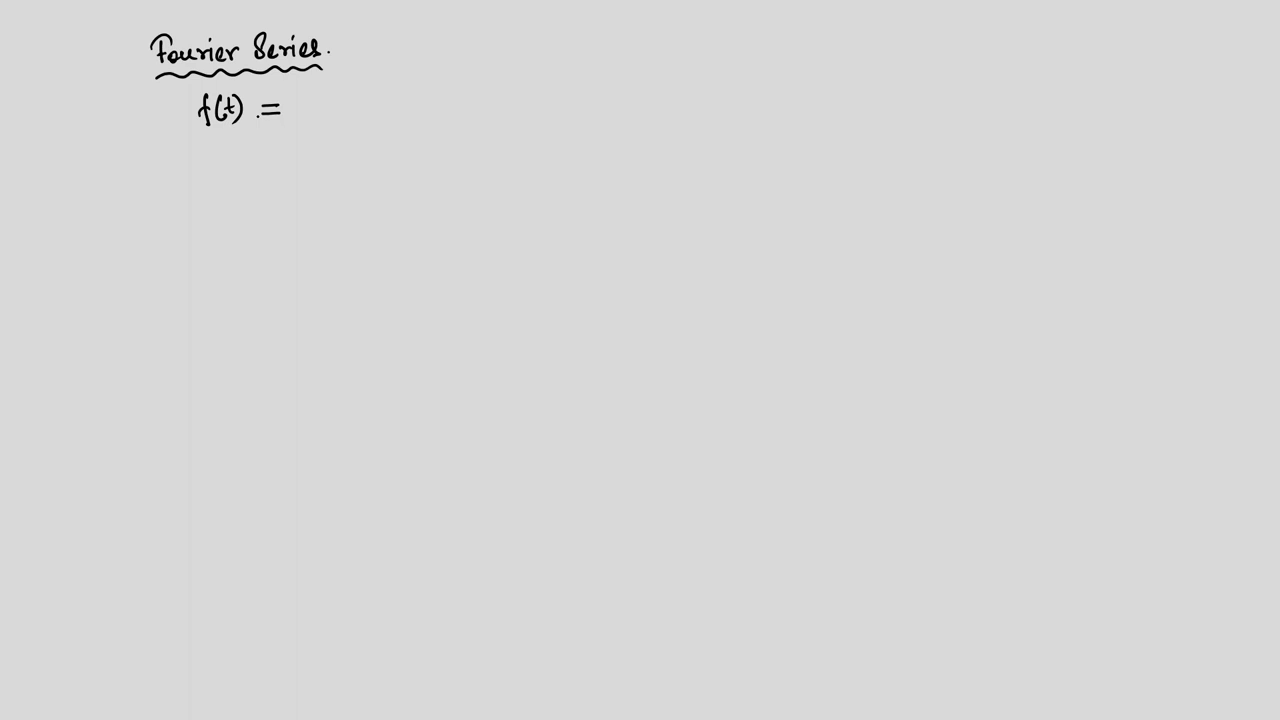 Fourier Series.
f(t) =